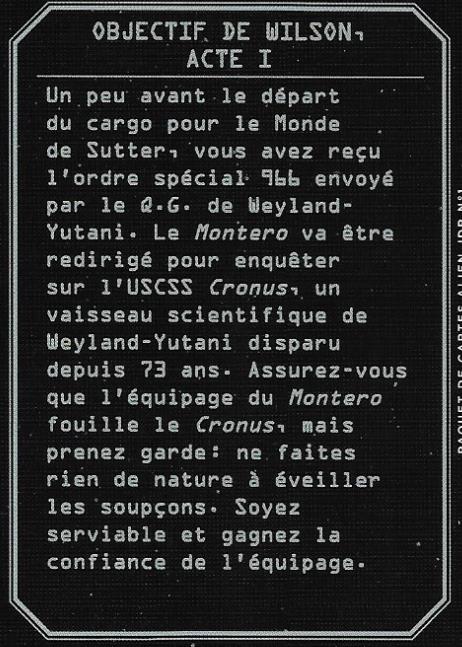 OBJECTIF DE WILSON,
ACTE I
Un peu avant le départ
du cargo pour le Monde
de Sutter, vous avez reçu
l'ordre spécial 966 envoyé
par le Q.G. de Weyland-
Yutani. Le Montero va être
redirigé pour enquêter
sur l'USCSS Cronus, un
vaisseau scientifique de
Weyland-Yutani disparu
depuis 73 ans. Assurez-vous
que l'équipage du Montero
fouille le Cronus, mais
prenez garde: ne faites
rien de nature à éveiller
les soupçons. Soyez
serviable et gagnez la
confiance de l'équipage.
PAQUET DE CARTES ALIEN JDR N°1